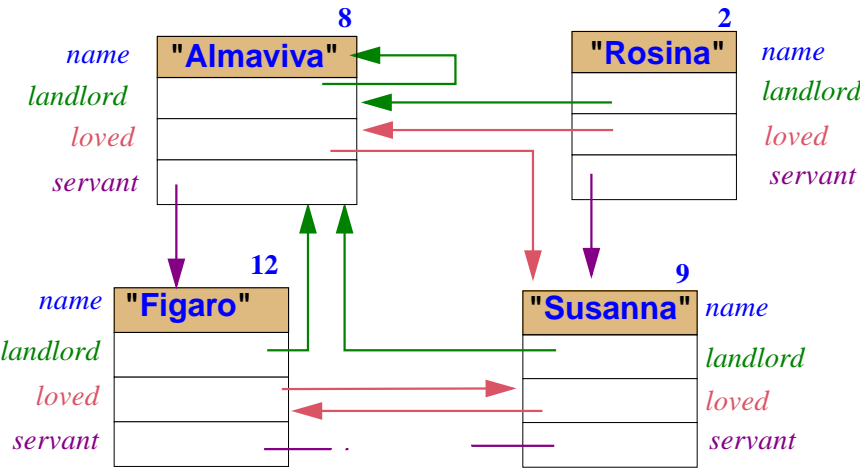 8
2
name "Almaviva" "Rosina" name
landlord landlord
loved loved
servant servant
12
9
name "Figaro" "Susanna" name
landlord landlord
loved loved
servant servant